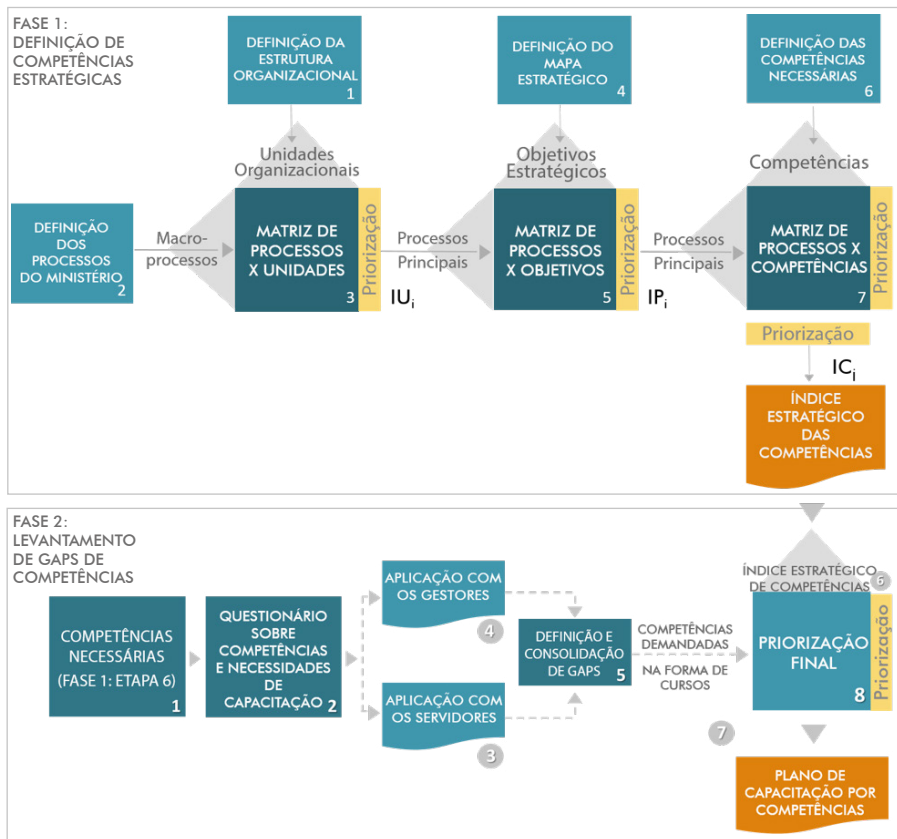 FASE 1:
DEFINIÇÃO DE
COMPETÊNCIAS
ESTRATÉGICAS
DEFINIÇÃO DA
ESTRUTURA
ORGANIZACIONAL
1
DEFINIÇÃO DO
MAPA
ESTRATÉGICO
4
DEFINIÇÃO DAS
COMPETÊNCIAS
NECESSÁRIAS
6
Unidades
Organizacionais
Objetivos
Estratégicos
Competências
DEFINIÇÃO
DOS
PROCESSOS
DO MINISTÉRIO
2
Macro-
processos
MATRIZ DE
PROCESSOS
X UNIDADES
3
Priorização
IUi
Processos
Principais
MATRIZ DE
PROCESSOS
X OBJETIVOS
5
Priorização
IPi
Processos
Principais
MATRIZ DE
PROCESSOS X
COMPETÊNCIAS
7
Priorização
Priorização
ICi
ÍNDICE
ESTRATÉGICO
DAS
COMPETÊNCIAS
FASE 2:
LEVANTAMENTO
DE GAPS DE
COMPETÊNCIAS
COMPETÊNCIAS
NECESSÁRIAS
(FASE 1: ETAPA 6)
1
QUESTIONÁRIO
SOBRE
COMPETÊNCIAS
E NECESSIDADES
DE
CAPACITAÇÃO
2
APLICAÇÃO COM
OS GESTORES
4
APLICAÇÃO COM
OS SERVIDORES
3
DEFINIÇÃO E
CONSOLIDAÇÃO
DE GAPS
5
COMPETÊNCIAS
DEMANDADAS
NA FORMA DE
CURSOS
7
ÍNDICE ESTRATÉGICO
DE COMPETÊNCIAS
6
PRIORIZAÇÃO
FINAL
8
Priorização
PLANO DE
CAPACITAÇÃO POR
COMPETÊNCIAS